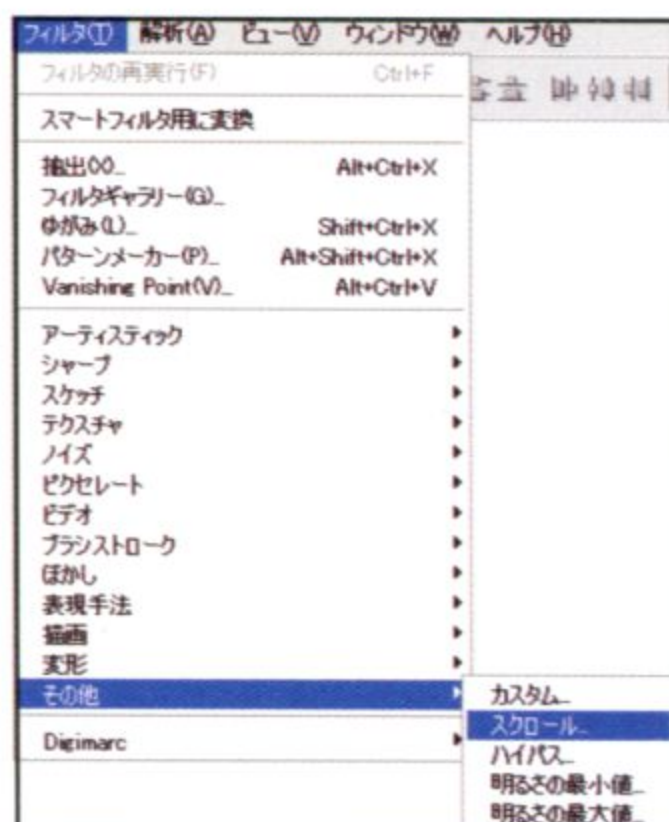 フィルタ(T) 解析(A) ビュー(V) ウィンドウ(W) ヘルプ(H)
フィルタの再実行(F) Ctrl+F
スマートフィルタ用に変換
抽出(X)... Alt+Ctrl+X
フィルタギャラリー(G)...
ゆがみ(L)... Shift+Ctrl+X
パターンメーカー(P)... Alt+Shift+Ctrl+X
Vanishing Point(V)... Alt+Ctrl+V
アーティスティック
シャープ
スケッチ
テクスチャ
ノイズ
ピクセレート
ビデオ
ブラシストローク
ぼかし
表現手法
描画
変形
その他
カスタム...
スクロール...
Digimarc
ハイパス...
明るさの最小値...
明るさの最大値...